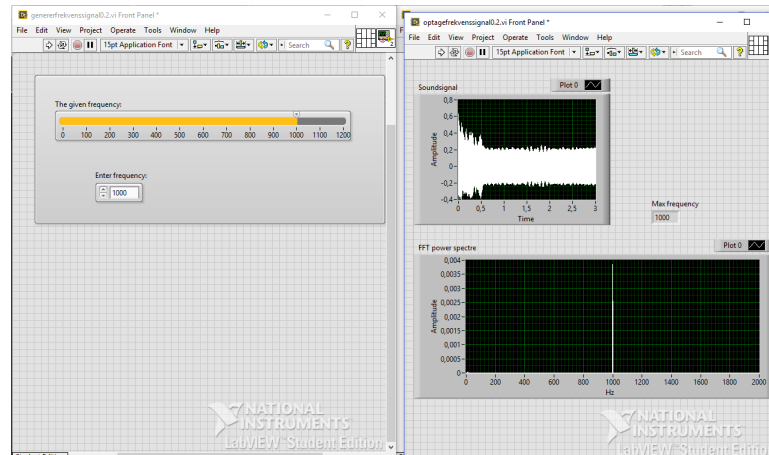 genererfrekvenssignal0.2.vi Front Panel *
File Edit View Project Operate Tools Window Help
15pt Application Font
Search
2
The given frequency:
0 100 200 300 400 500 600 700 800 900 1000 1100 1200
Enter frequency:
1000
NATIONAL
INSTRUMENTS
LabVIEW Student Edition
optagefrekvenssignal0.2.vi Front Panel *
File Edit View Project Operate Tools Window Help
15pt Application Font
Search
Soundsignal
Plot 0
0,8
0,6
0,4
0,2
0
-0,2
-0,4
Amplitude
0 0,5 1 1,5 2 2,5 3
Time
Max frequency
1000
FFT power spectre
Plot 0
0,004
0,0035
0,003
0,0025
0,002
0,0015
0,001
0,0005
0
Amplitude
0 200 400 600 800 1000 1200 1400 1600 1800 2000
Hz
NATIONAL
INSTRUMENTS
LabVIEW Student Edition